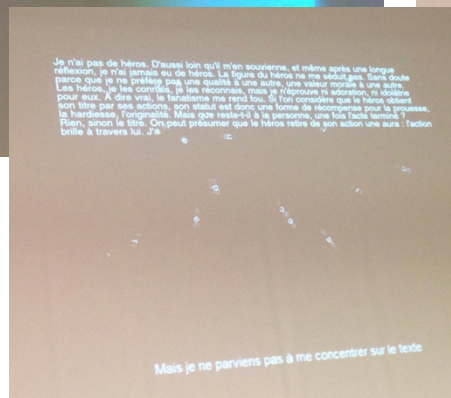 Je n'ai pas de héros. D'aussi loin qu'il m'en souvienne, et même après une longue
réflexion, je n'ai jamais eu de héros. La figure du héros ne me séduit pas. Sans doute
parce que je ne préfère pas une qualité à une autre, une valeur morale à une autre.
Les héros, je les connais, je les reconnais, mais je n'éprouve ni adoration, ni idolâtrie
pour eux. À dire vrai, le fanatisme me rend fou. Si l'on considère que le héros obtient
son titre par ses actions, son statut est donc une forme de récompense pour la prouesse,
la hardiesse, l'originalité. Mais que reste-t-il à la personne, une fois l'acte terminé ?
Rien, sinon le titre. On peut présumer que le héros retire de son action une aura : l'action
brille à travers lui. J'a
Mais je ne parviens pas à me concentrer sur le texte